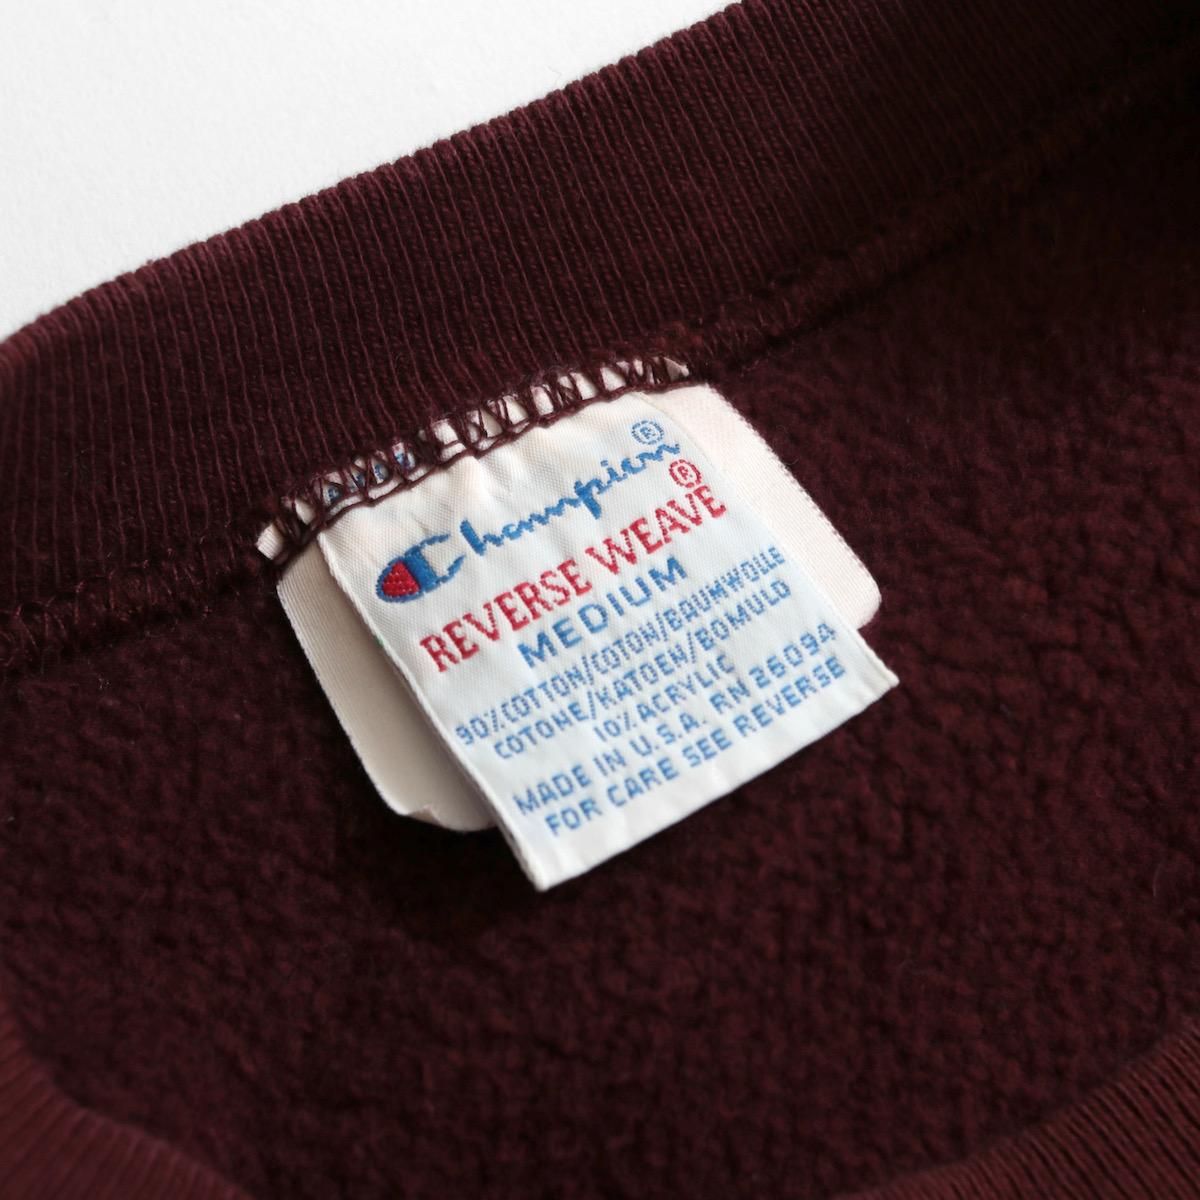 Champion®
REVERSE WEAVE®
MEDIUM
90%COTTON/COTON/BAUMWOLLE
COTONE/KATOEN/BOMULD
10% ACRYLIC
MADE IN U.S.A. RN 26094
FOR CARE SEE REVERSE